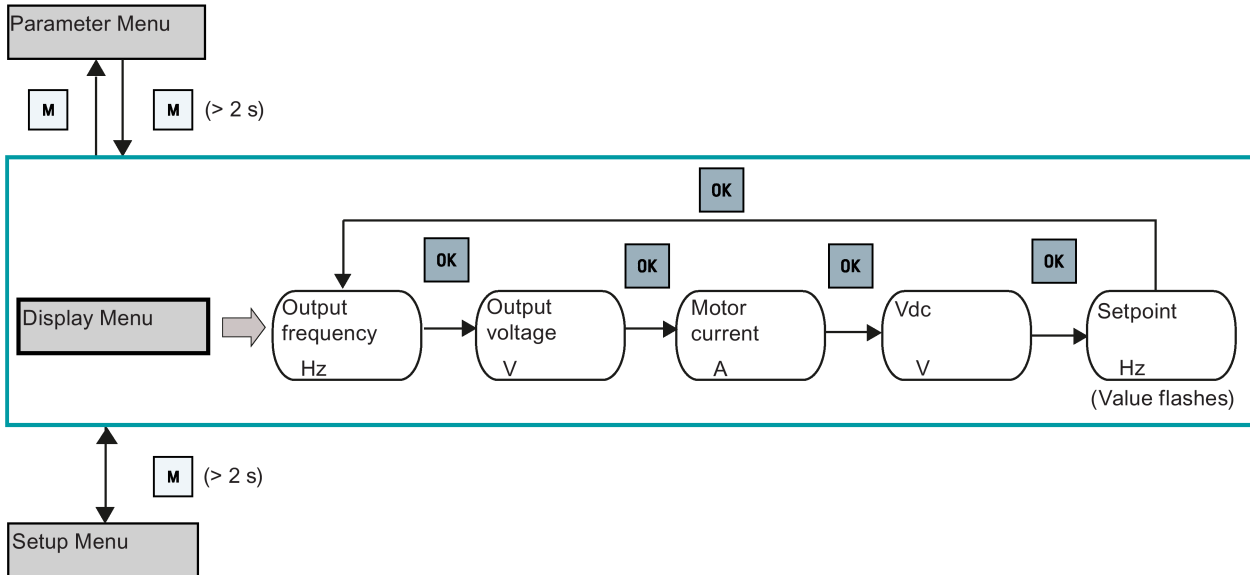 Parameter Menu
M
M (> 2 s)
OK
OK
OK
OK
OK
Display Menu
Output
frequency
Hz
Output
voltage
V
Motor
current
A
Vdc
V
Setpoint
Hz
(Value flashes)
M (> 2 s)
Setup Menu